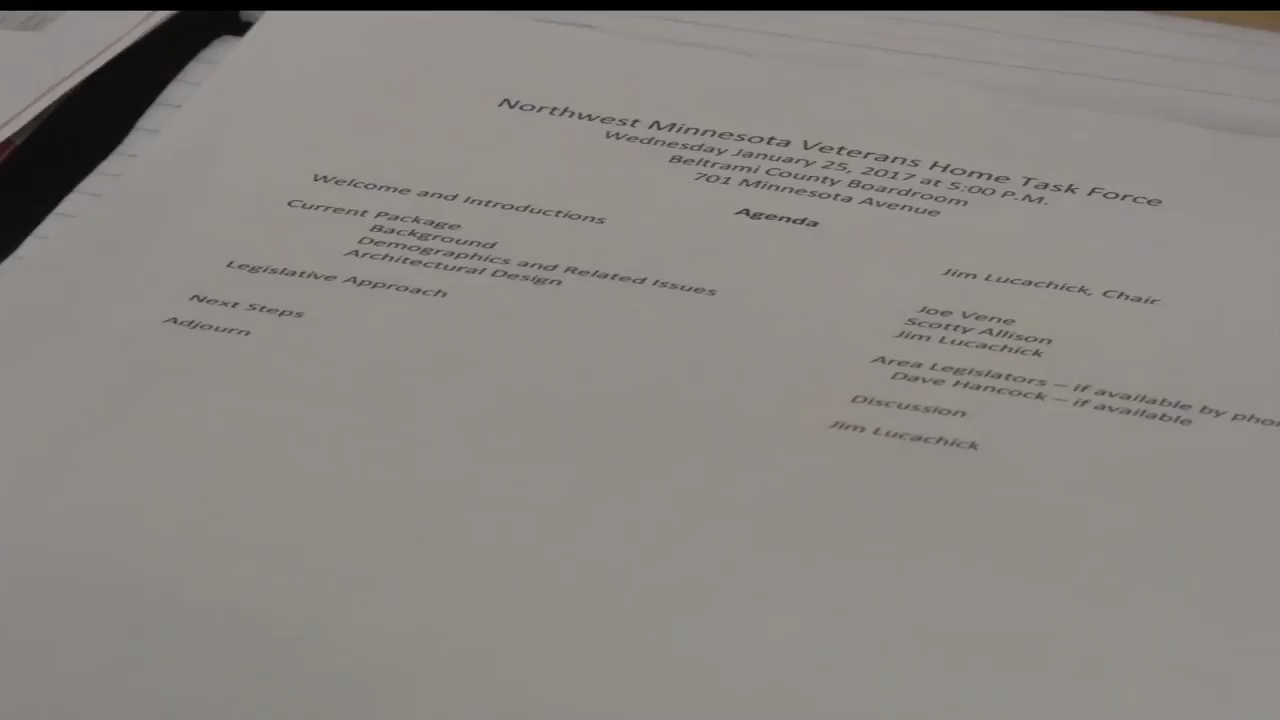 Northwest Minnesota Veterans Home Task Force
Wednesday January 25, 2017 at 5:00 P.M.
Beltrami County Boardroom
701 Minnesota Avenue
Agenda
Welcome and Introductions
Jim Lucachick, Chair
Current Package
Background
Joe Vene
Demographics and Related Issues
Scotty Allison
Architectural Design
Jim Lucachick
Legislative Approach
Area Legislators – if available by
Dave Hancock – if available
Next Steps
Discussion
Adjourn
Jim Lucachick